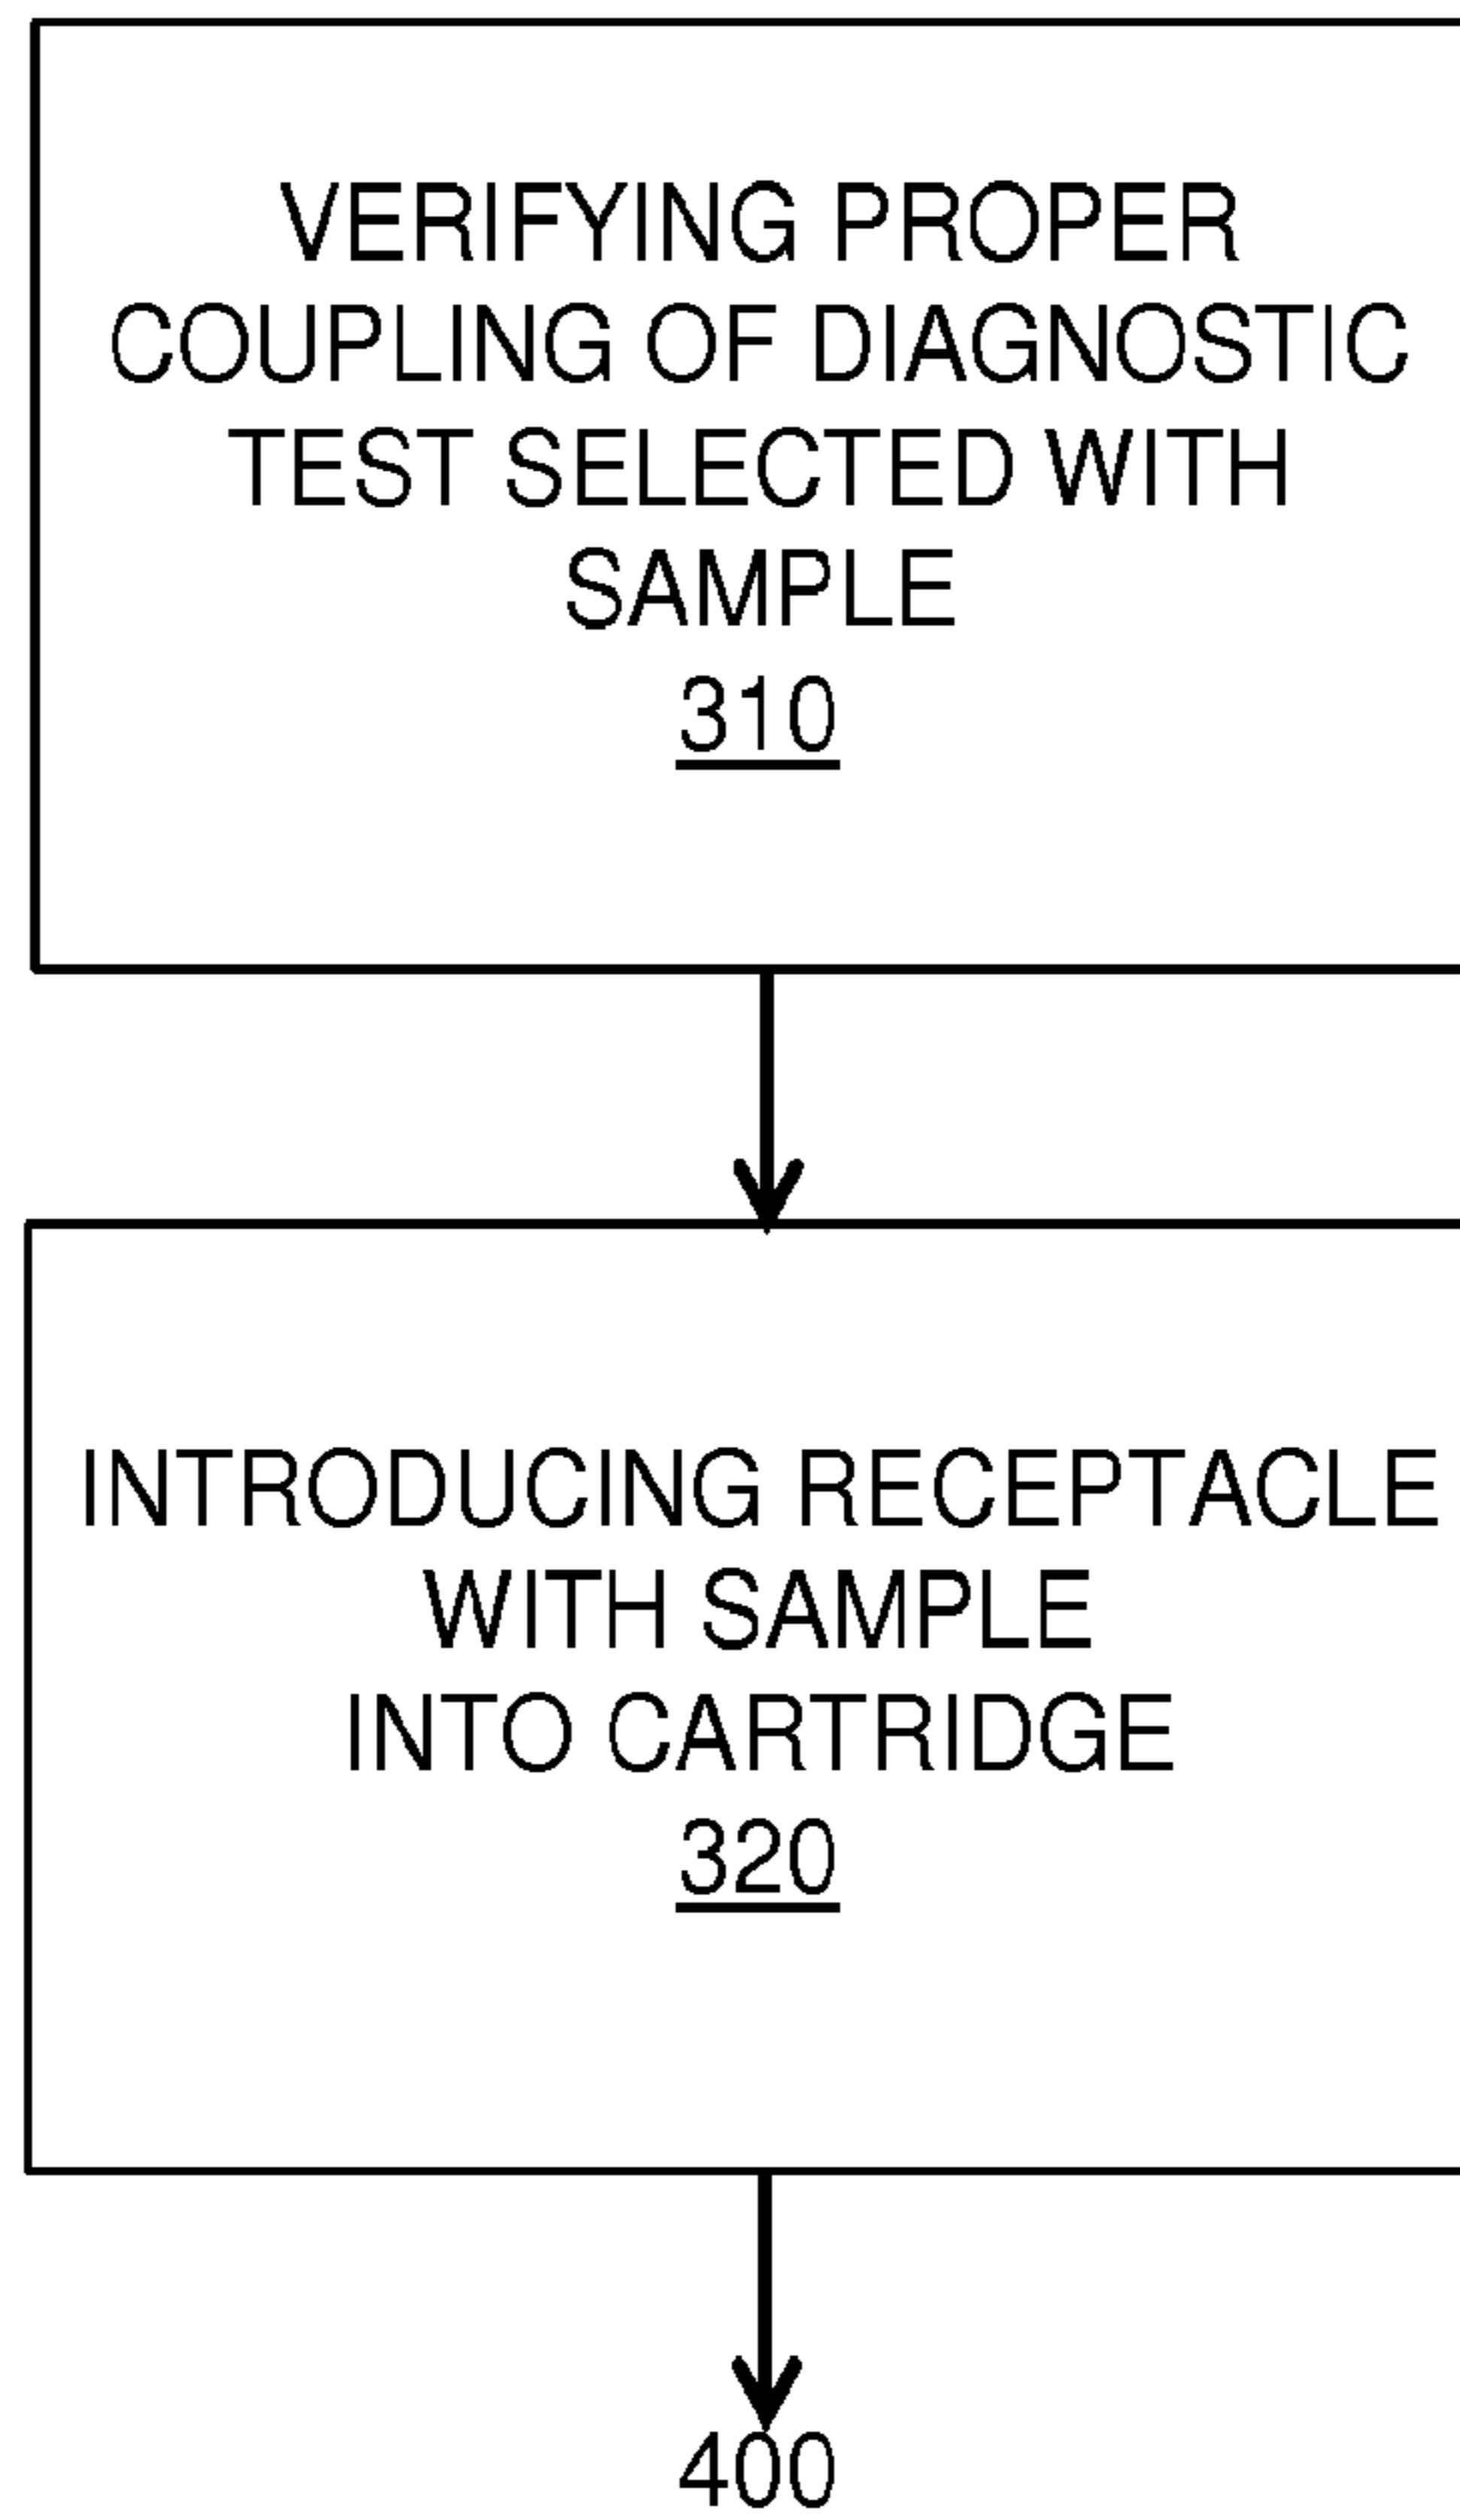 VERIFYING PROPER
COUPLING OF DIAGNOSTIC
TEST SELECTED WITH
SAMPLE
310
INTRODUCING RECEPTACLE
WITH SAMPLE
INTO CARTRIDGE
320
400